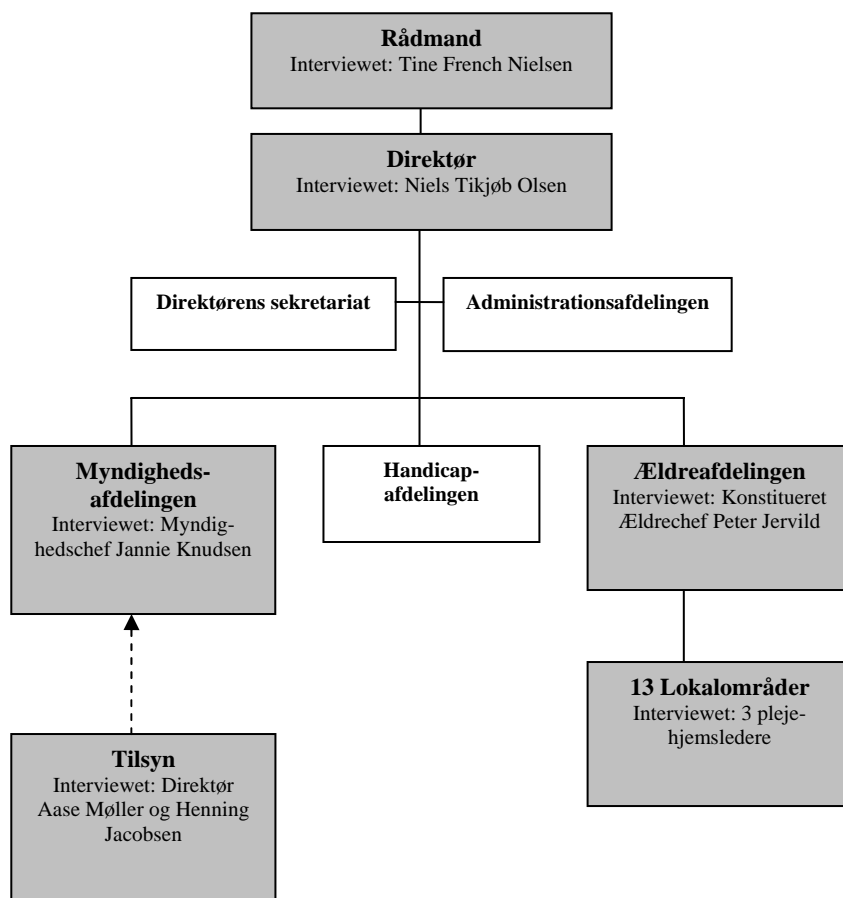 Rådmand
Interviewet: Tine French Nielsen
Direktør
Interviewet: Niels Tikjøb Olsen
Direktørens sekretariat
Administrationsafdelingen
Myndigheds-
afdelingen
Interviewet: Myndig-
hedschef Jannie Knudsen
Handicap-
afdelingen
Ældreafdelingen
Interviewet: Konstitueret
Ældrechef Peter Jervild
13 Lokalområder
Interviewet: 3 pleje-
hjemsledere
Tilsyn
Interviewet: Direktør
Aase Møller og Henning
Jacobsen